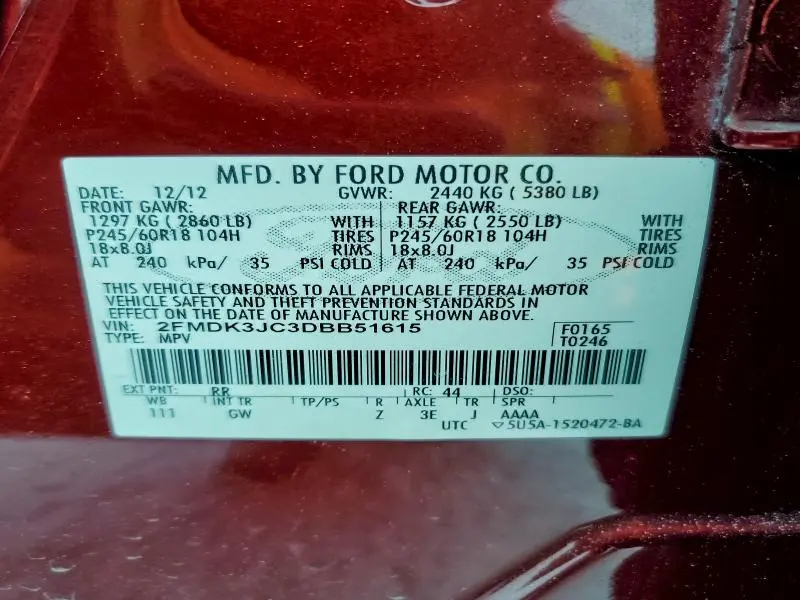 MFD. BY FORD MOTOR CO.
DATE: 12/12 GVWR: 2440 KG ( 5380 LB)
FRONT GAWR: REAR GAWR:
1297 KG ( 2860 LB) WITH 1157 KG ( 2550 LB) WITH
P245/60R18 104H TIRES P245/60R18 104H TIRES
18x8.0J RIMS 18x8.0J RIMS
AT 240 kPa/ 35 PSI COLD AT 240 kPa/ 35 PSI COLD
THIS VEHICLE CONFORMS TO ALL APPLICABLE FEDERAL MOTOR
VEHICLE SAFETY AND THEFT PREVENTION STANDARDS IN
EFFECT ON THE DATE OF MANUFACTURE SHOWN ABOVE.
VIN: 2FMDK3JC3DBB51615 F0165
TYPE: MPV T0246
EXT PNT: RR RC: 44 DSO:
WB INT TR TP/PS R AXLE TR SPR
111 GW Z 3E J AAAA
UTC ▽5U5A-1520472-BA